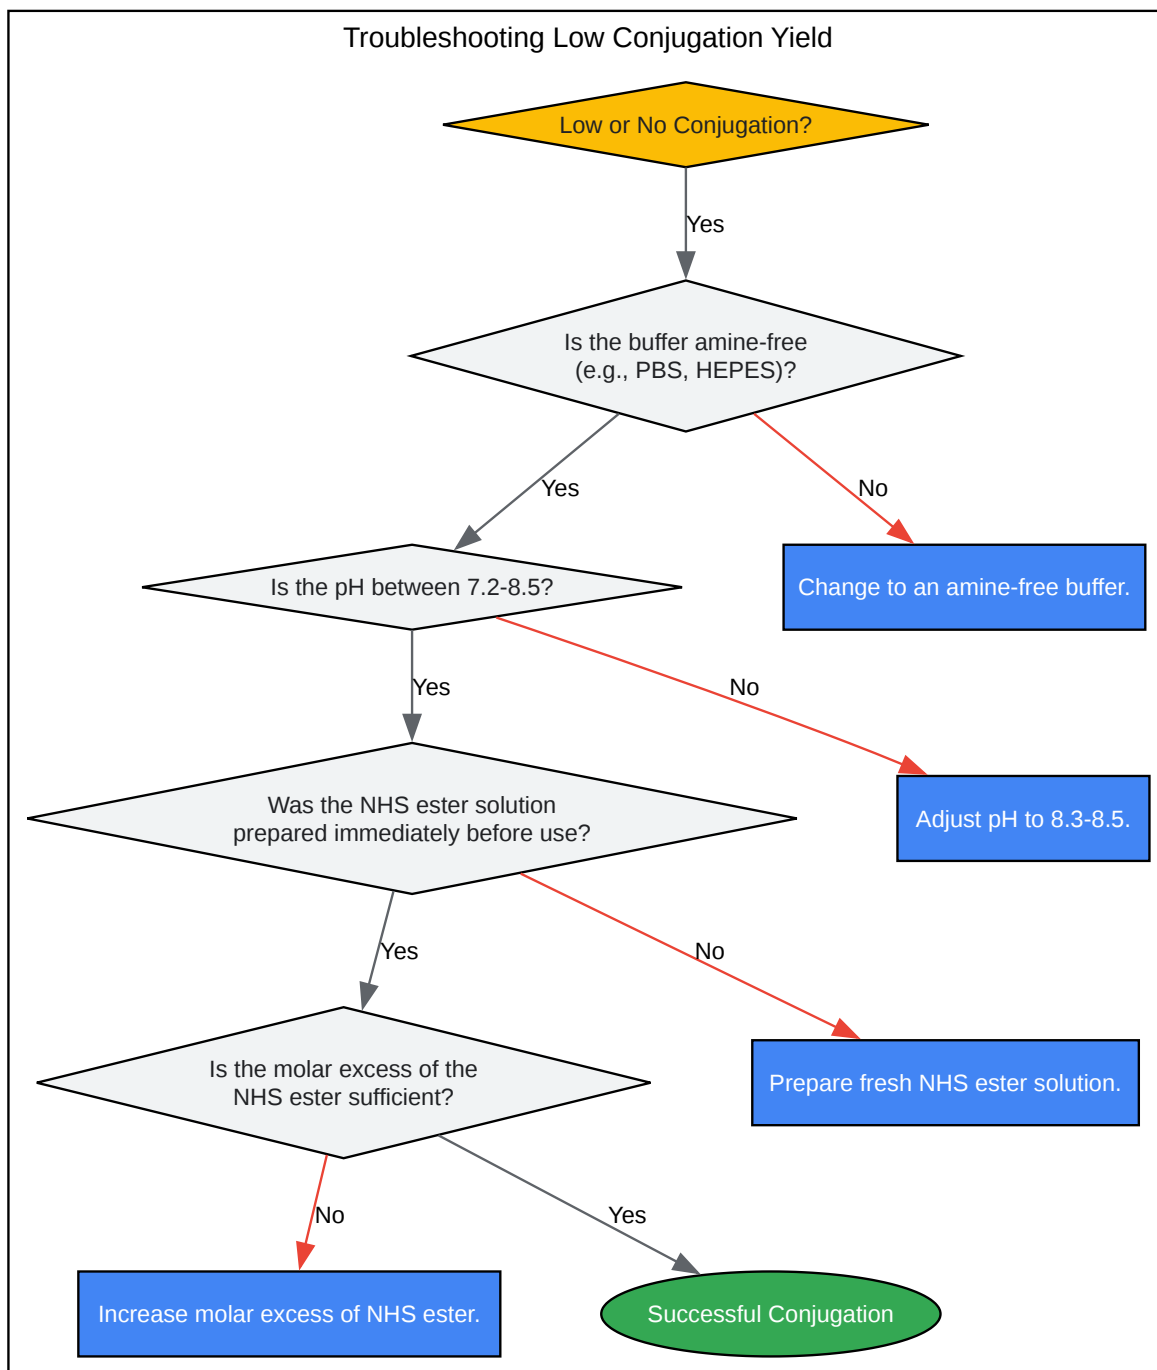 Troubleshooting Low Conjugation Yield
Low or No Conjugation?
Yes
Is the buffer amine-free
(e.g., PBS, HEPES)?
Yes
No
Is the pH between 7.2-8.5?
Change to an amine-free buffer.
Yes
No
Was the NHS ester solution
prepared immediately before use?
Adjust pH to 8.3-8.5.
Yes
No
Is the molar excess of the
NHS ester sufficient?
Prepare fresh NHS ester solution.
No
Yes
Increase molar excess of NHS ester.
Successful Conjugation